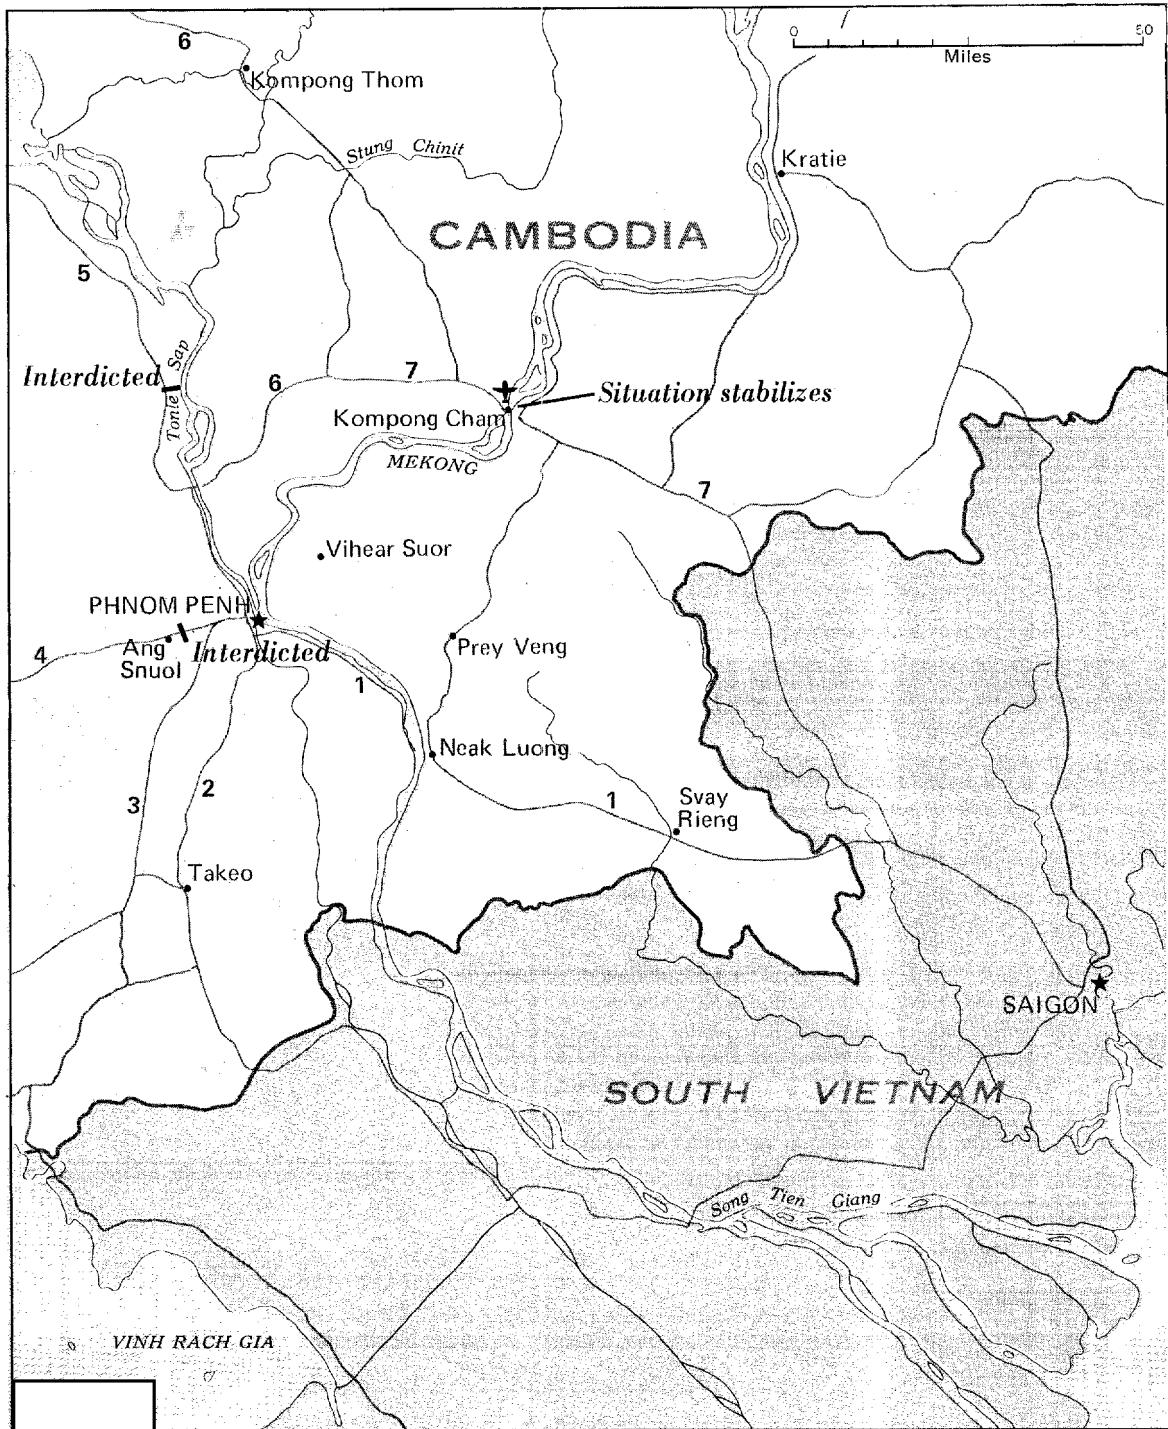 6
0 50
Miles
Kompong Thom
Stung Chinit
Kratie
CAMBODIA
5
Interdicted
Tonle Sap
6
7
Kompong Cham
Situation stabilizes
MEKONG
7
Vihear Suor
PHNOM PENH
4
Ang
Snuol
Interdicted
1
Prey Veng
Neak Luong
3
2
1
Svay
Rieng
Takeo
SAIGON
SOUTH VIETNAM
Song Tien Giang
VINH RACH GIA